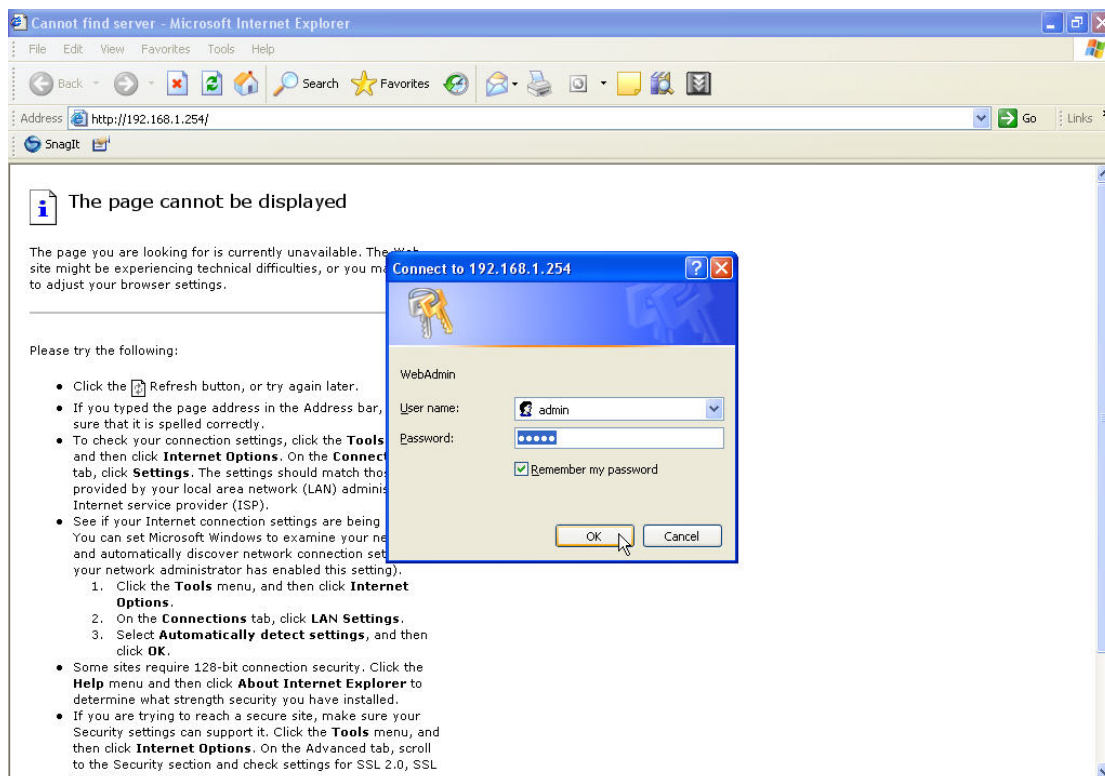 Cannot find server - Microsoft Internet Explorer
File Edit View Favorites Tools Help
Back Search Favorites
Address http://192.168.1.254/ Go Links
SnagIt
The page cannot be displayed
The page you are looking for is currently unavailable. The Web
site might be experiencing technical difficulties, or you
to adjust your browser settings.
Please try the following:
• Click the Refresh button, or try again later.
• If you typed the page address in the Address bar,
sure that it is spelled correctly.
• To check your connection settings, click the Tools
and then click Internet Options. On the
tab, click Settings. The settings should match
provided by your local area network (LAN)
Internet service provider (ISP).
• See if your Internet connection settings are being
You can set Microsoft Windows to examine your
and automatically discover network connection
your network administrator has enabled this setting).
1. Click the Tools menu, and then click Internet
Options.
2. On the Connections tab, click LAN Settings.
3. Select Automatically detect settings, and then
click OK.
• Some sites require 128-bit connection security. Click the
Help menu and then click About Internet Explorer to
determine what strength security you have installed.
• If you are trying to reach a secure site, make sure your
Security settings can support it. Click the Tools menu, and
then click Internet Options. On the Advanced tab, scroll
to the Security section and check settings for SSL 2.0, SSL
Connect to 192.168.1.254
WebAdmin
User name: admin
Password: •••••
Remember my password
OK Cancel